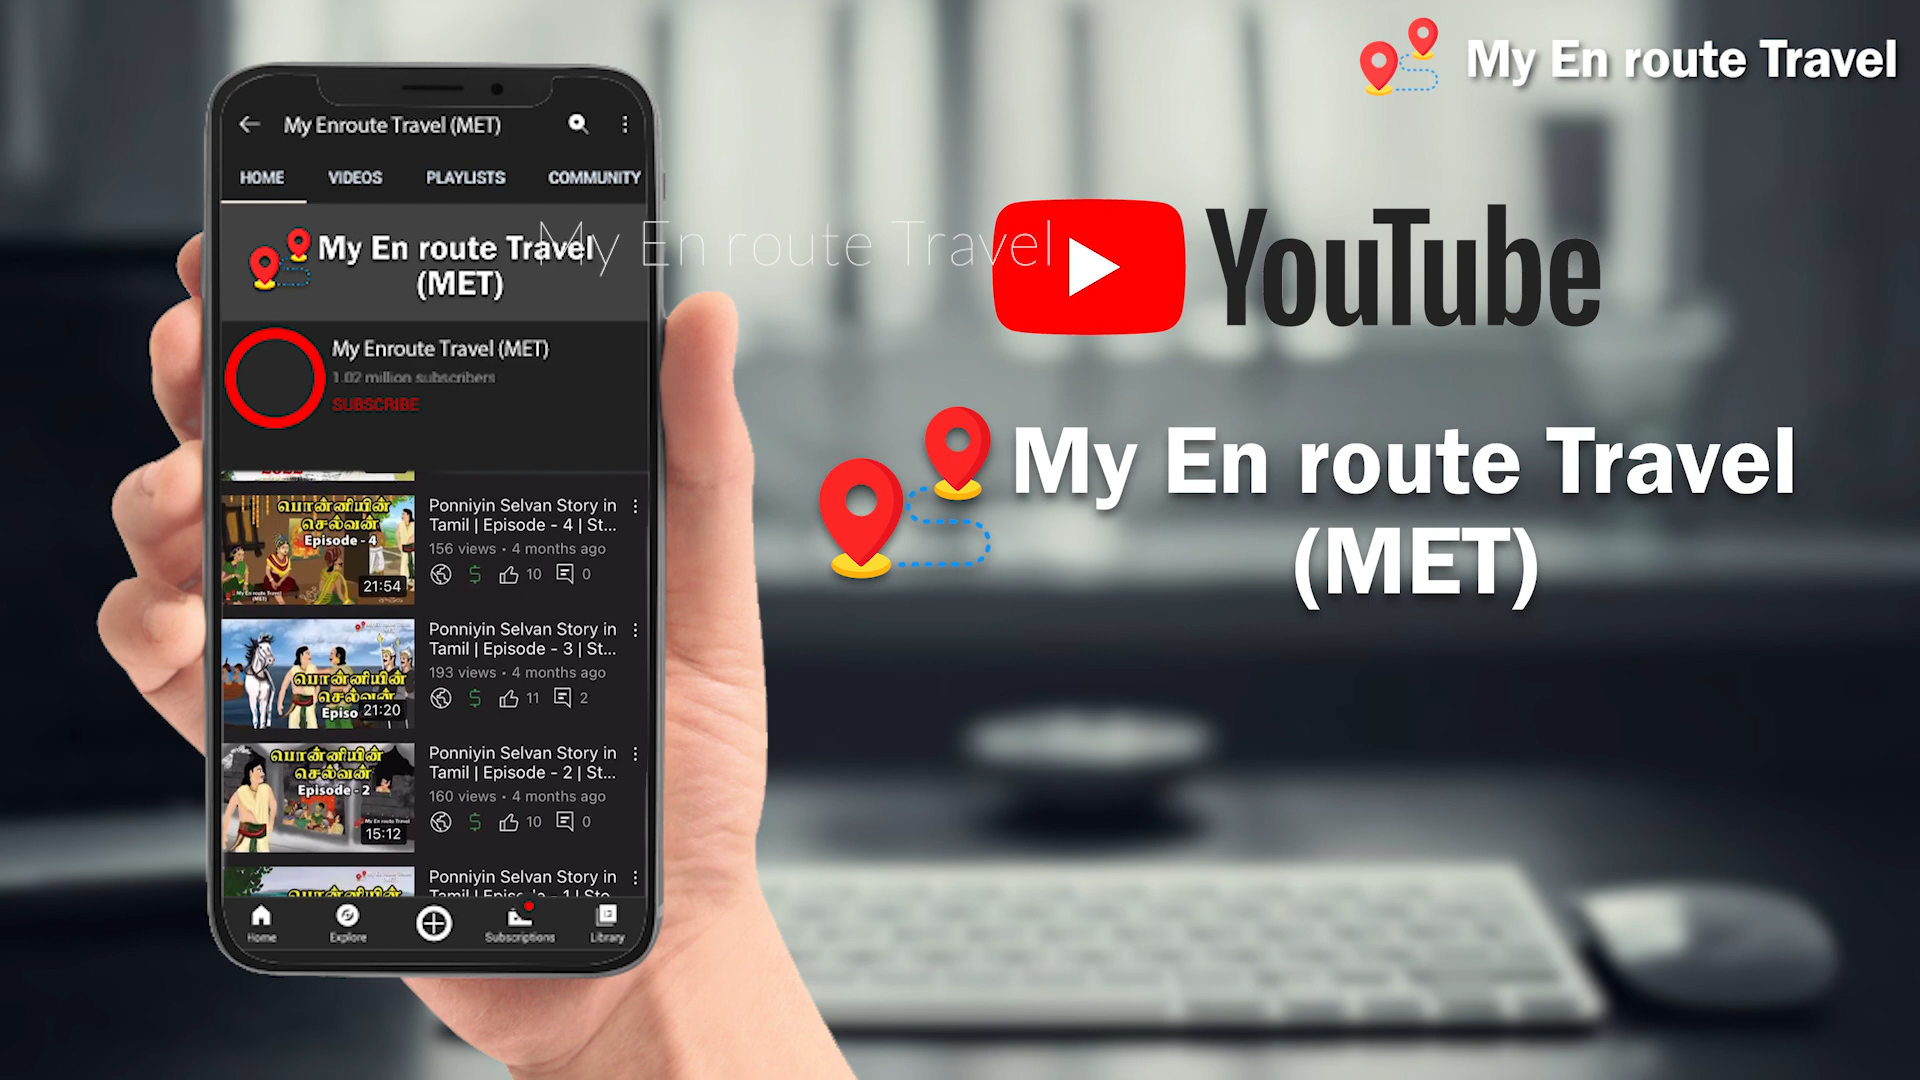 My En route Travel
My Enroute Travel (MET)
HOME VIDEOS PLAYLISTS COMMUNITY
My En route Travel
(MET)
My En route Travel
YouTube
My Enroute Travel (MET)
1.02 million subscribers
SUBSCRIBE
My En route Travel
(MET)
பொன்னியின்
செல்வன்
Episode - 4
21:54
Ponniyin Selvan Story in
Tamil | Episode - 4 | St...
156 views • 4 months ago
10 0
பொன்னியின்
செல்வன்
Episo 21:20
Ponniyin Selvan Story in
Tamil | Episode - 3 | St...
193 views • 4 months ago
11 2
பொன்னியின்
செல்வன்
Episode - 2
15:12
Ponniyin Selvan Story in
Tamil | Episode - 2 | St...
160 views • 4 months ago
10 0
பொன்னியின்
Ponniyin Selvan Story in
Tamil | Episode - 1 | Sto
Home Explore Subscriptions Library